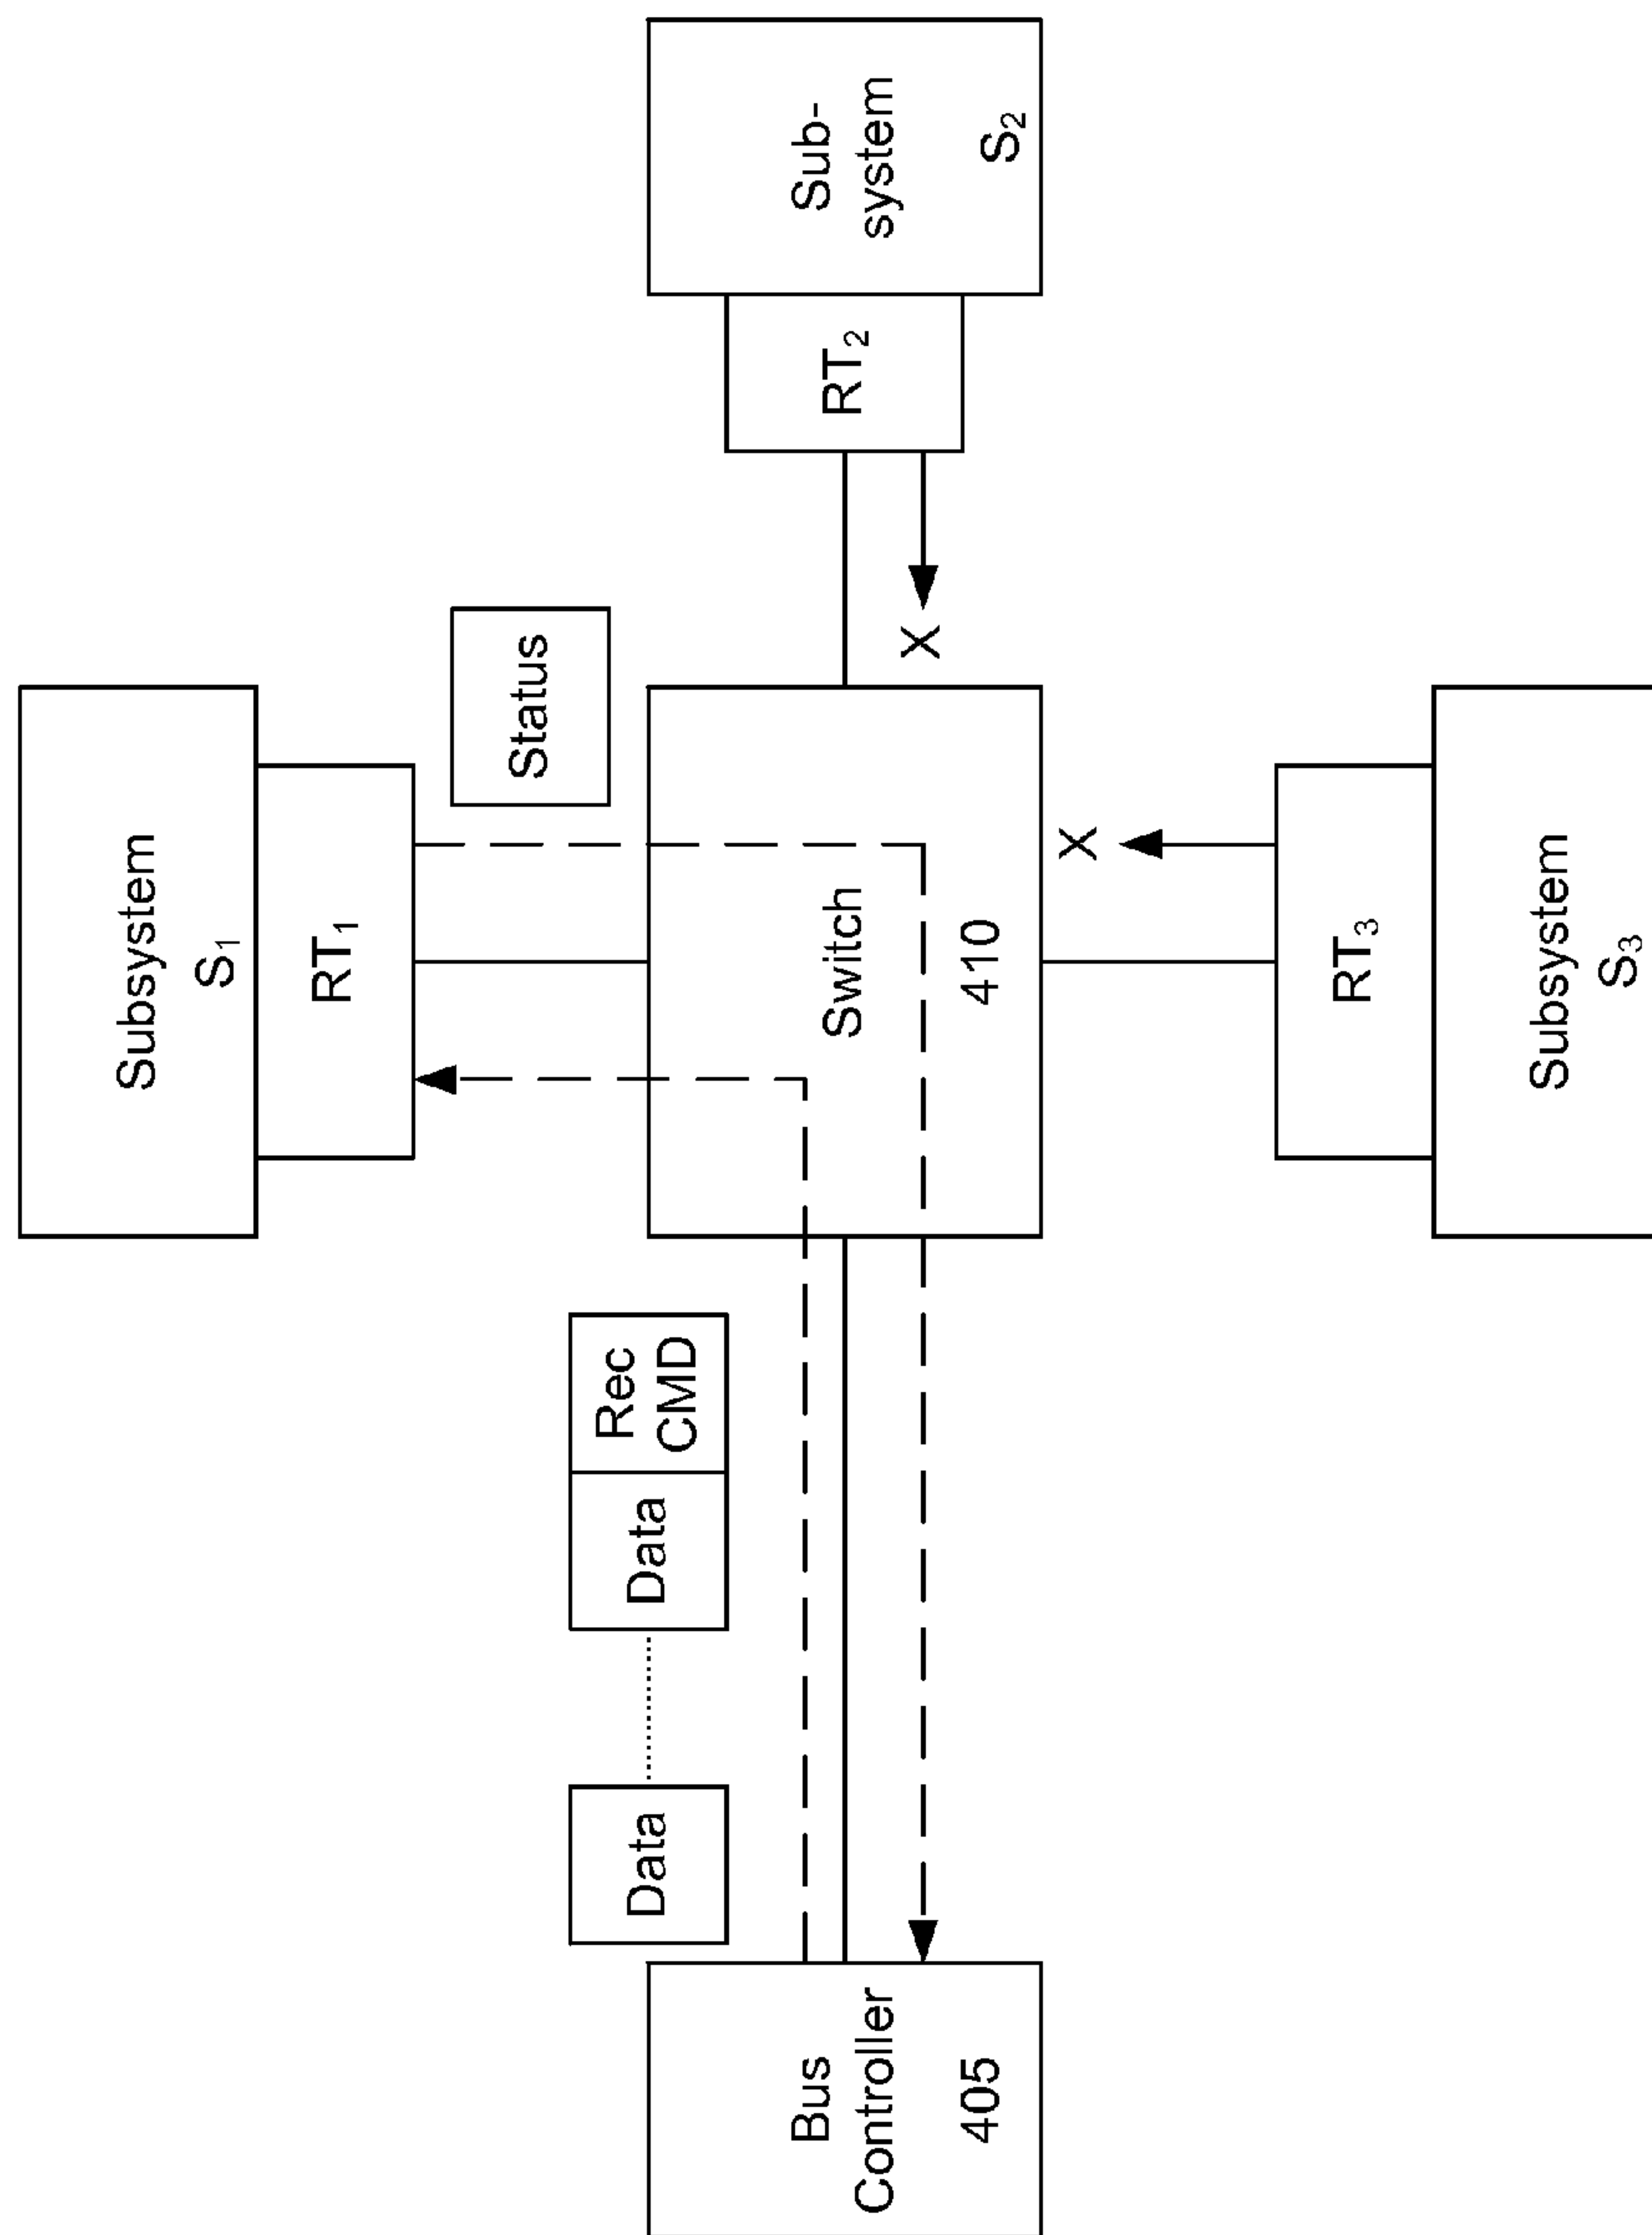 Subsystem
S₁
RT₁
Status
Data
Data
Rec
CMD
Bus
Controller
405
Switch
410
X
RT₂
Sub-
system
S₂
X
RT₃
Subsystem
S₃